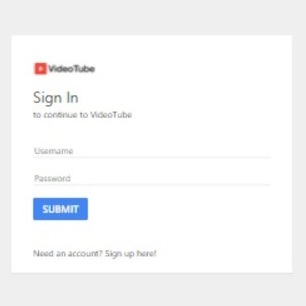 VideoTube
Sign In
to continue to VideoTube
Username
Password
SUBMIT
Need an account? Sign up here!